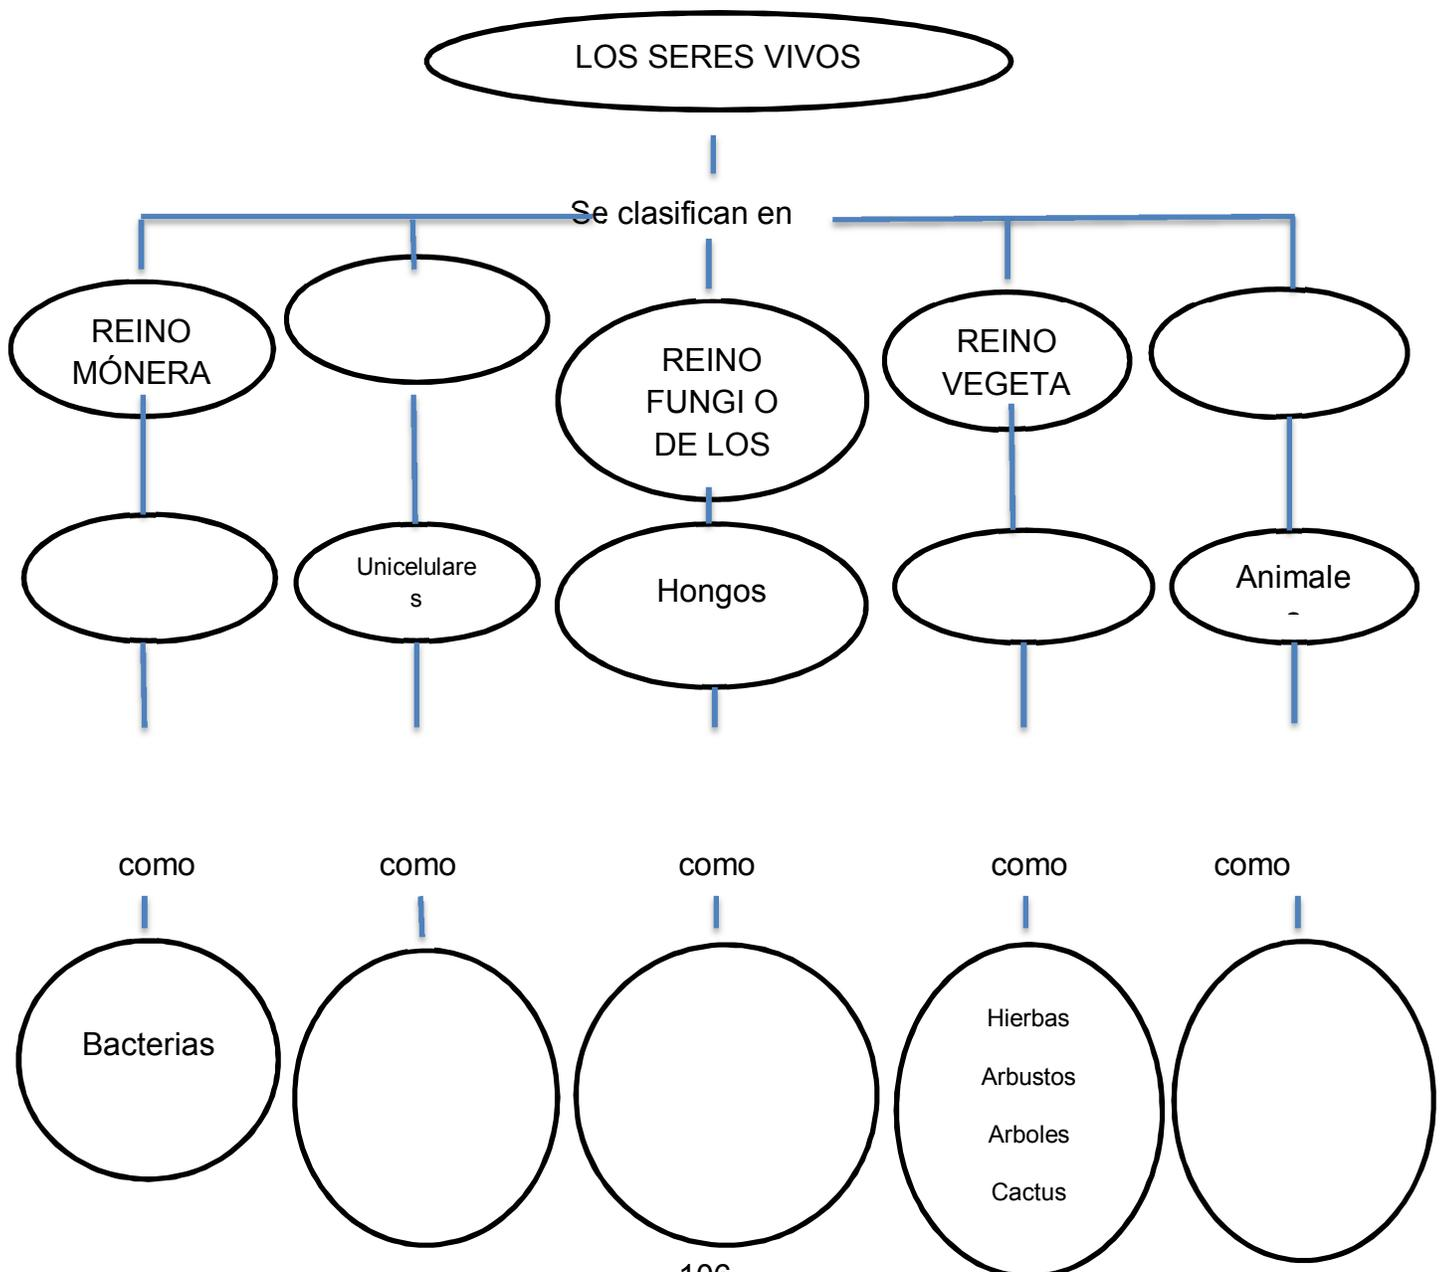 LOS SERES VIVOS
Se clasifican en
REINO
MÓNERA
REINO
FUNGI O
DE LOS
REINO
VEGETA
Unicelulare
s
Hongos
Animale
como
como
como
como
como
Bacterias
Hierbas
Arbustos
Arboles
Cactus